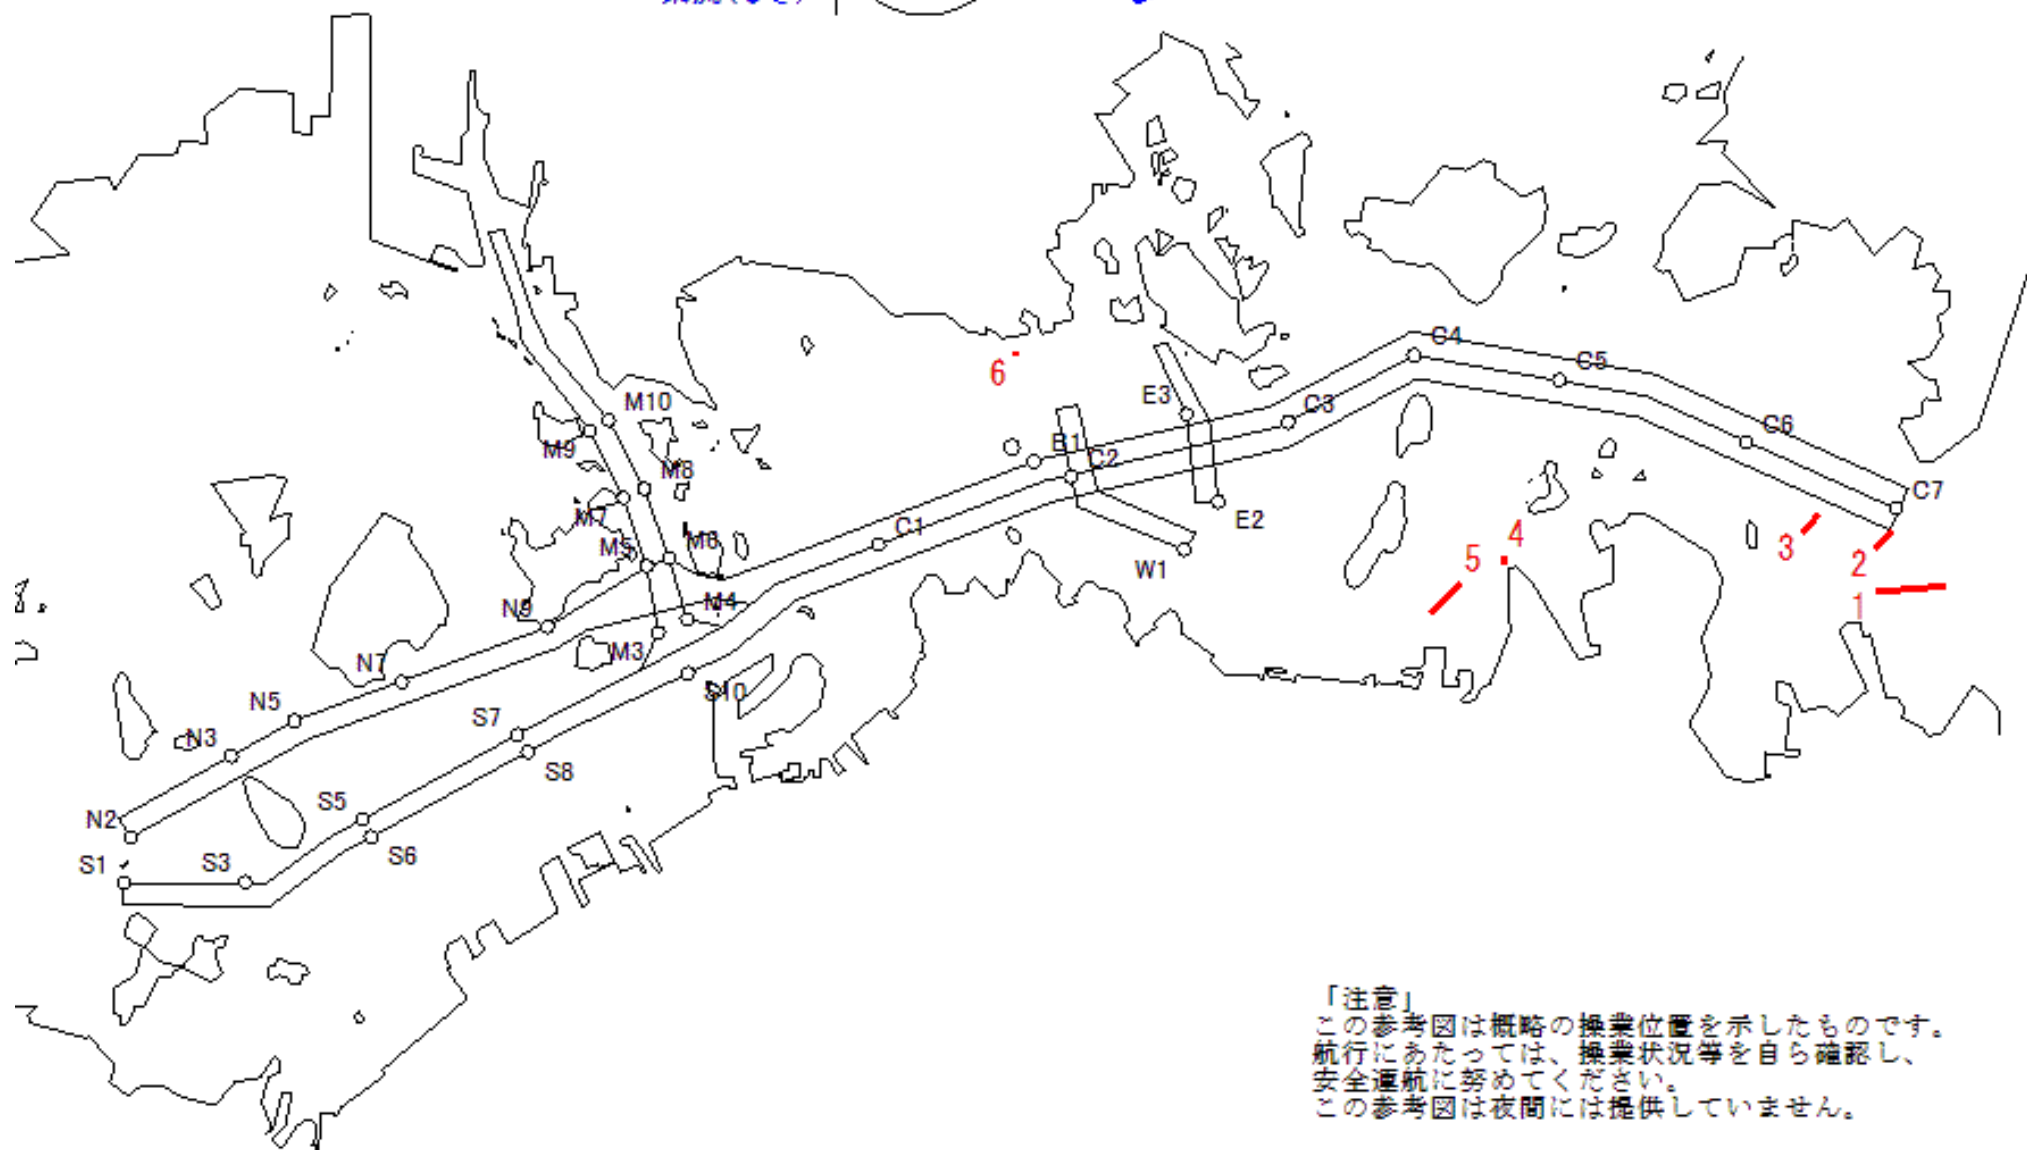 C4
C5
6
M10
E3
C3
C6
M9
B1
C2
M8
C7
M7
E2
C1
4
3
M5
M6
5
2
W1
1
N9
M4
M3
N7
S10
N5
S7
N3
S8
S5
N2
S6
S1
S3
「注意」
この参考図は概略の操業位置を示したものです。
航行にあたっては、操業状況等を自ら確認し、
安全運航に努めてください。
この参考図は夜間には提供していません。